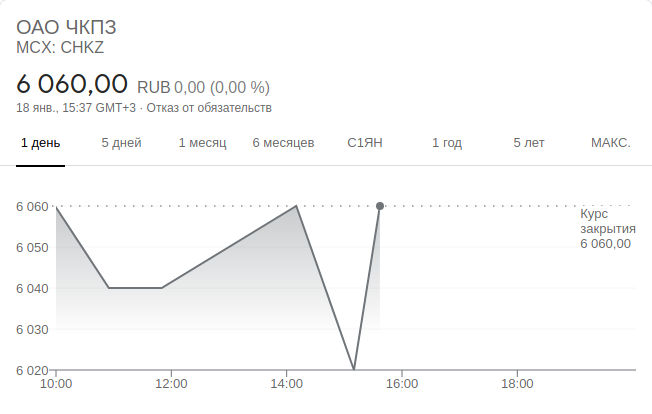 ОАО ЧКПЗ
MCX: CHKZ
6 060,00 RUB 0,00 (0,00 %)
18 янв., 15:37 GMT+3 · Отказ от обязательств
1 день 5 дней 1 месяц 6 месяцев С1ЯН 1 год 5 лет МАКС.
6 060
Курс
закрытия
6 060,00
6 050
6 040
6 030
6 020
10:00 12:00 14:00 16:00 18:00